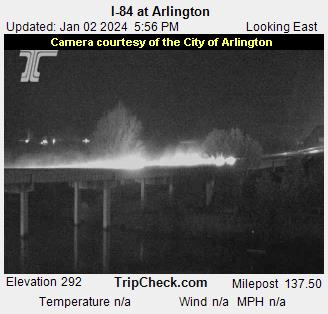 I-84 at Arlington
Updated: Jan 02 2024 5:56 PM Looking East
Camera courtesy of the City of Arlington
Elevation 292 TripCheck.com Milepost 137.50
Temperature n/a Wind n/a MPH n/a